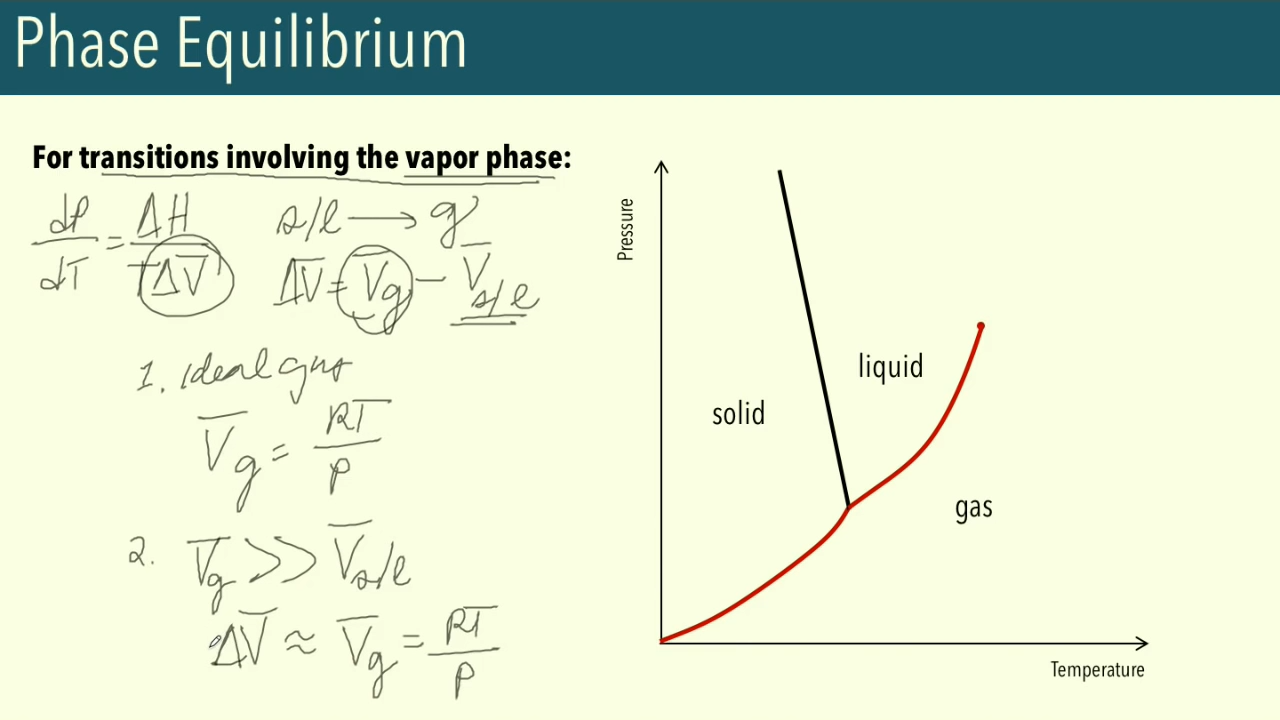 Phase Equilibrium
For transitions involving the vapor phase:
dP/dT = ΔH/TΔV̅
s/l ⟶ g
ΔV̅ = V̅g − V̅s/l
1. ideal gas
V̅g = RT/P
2. V̅g >> V̅s/l
ΔV̅ ≈ V̅g = RT/P
Pressure
solid
liquid
gas
Temperature